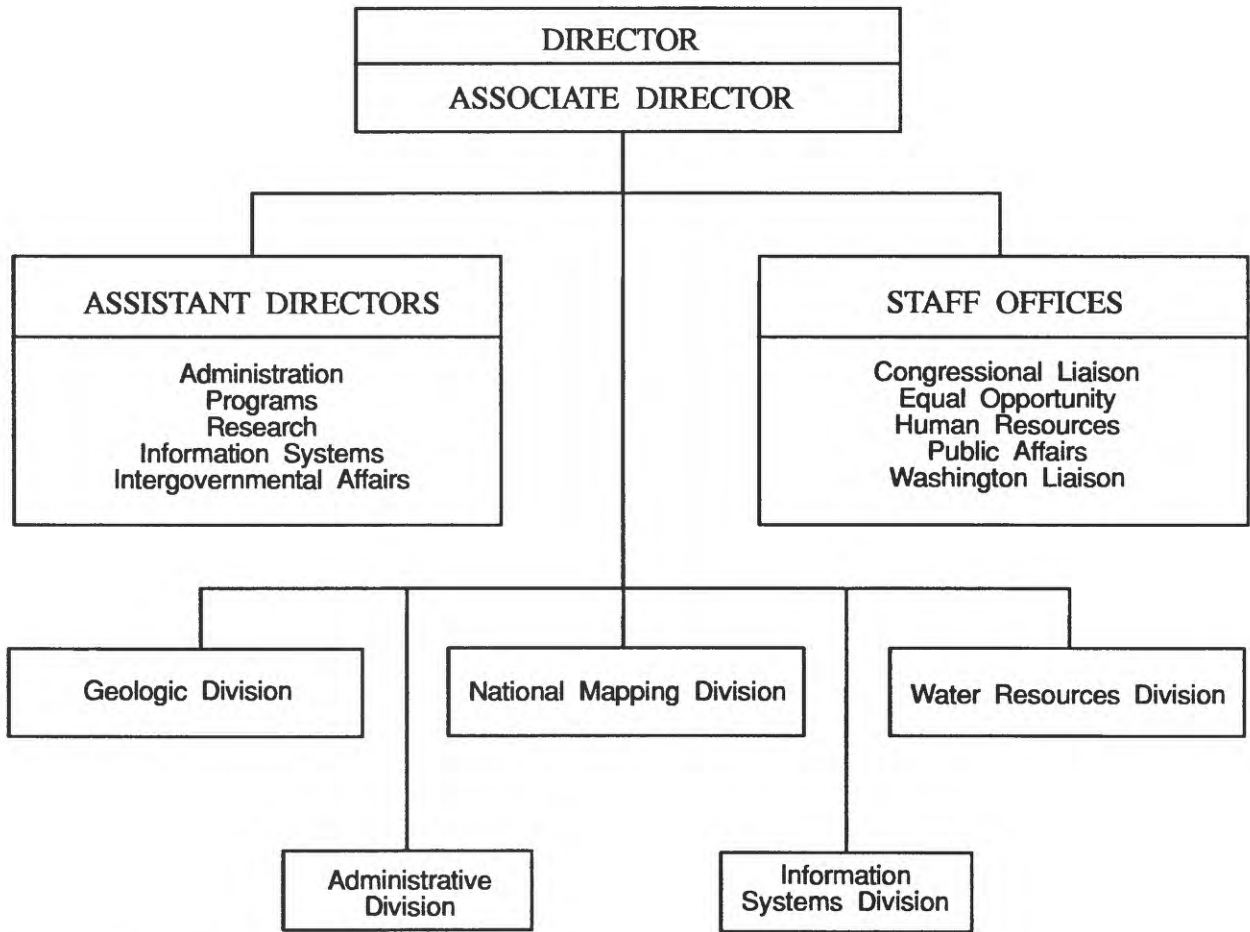 DIRECTOR
ASSOCIATE DIRECTOR
ASSISTANT DIRECTORS
Administration
Programs
Research
Information Systems
Intergovernmental Affairs
STAFF OFFICES
Congressional Liaison
Equal Opportunity
Human Resources
Public Affairs
Washington Liaison
Geologic Division
National Mapping Division
Water Resources Division
Administrative
Division
Information
Systems Division